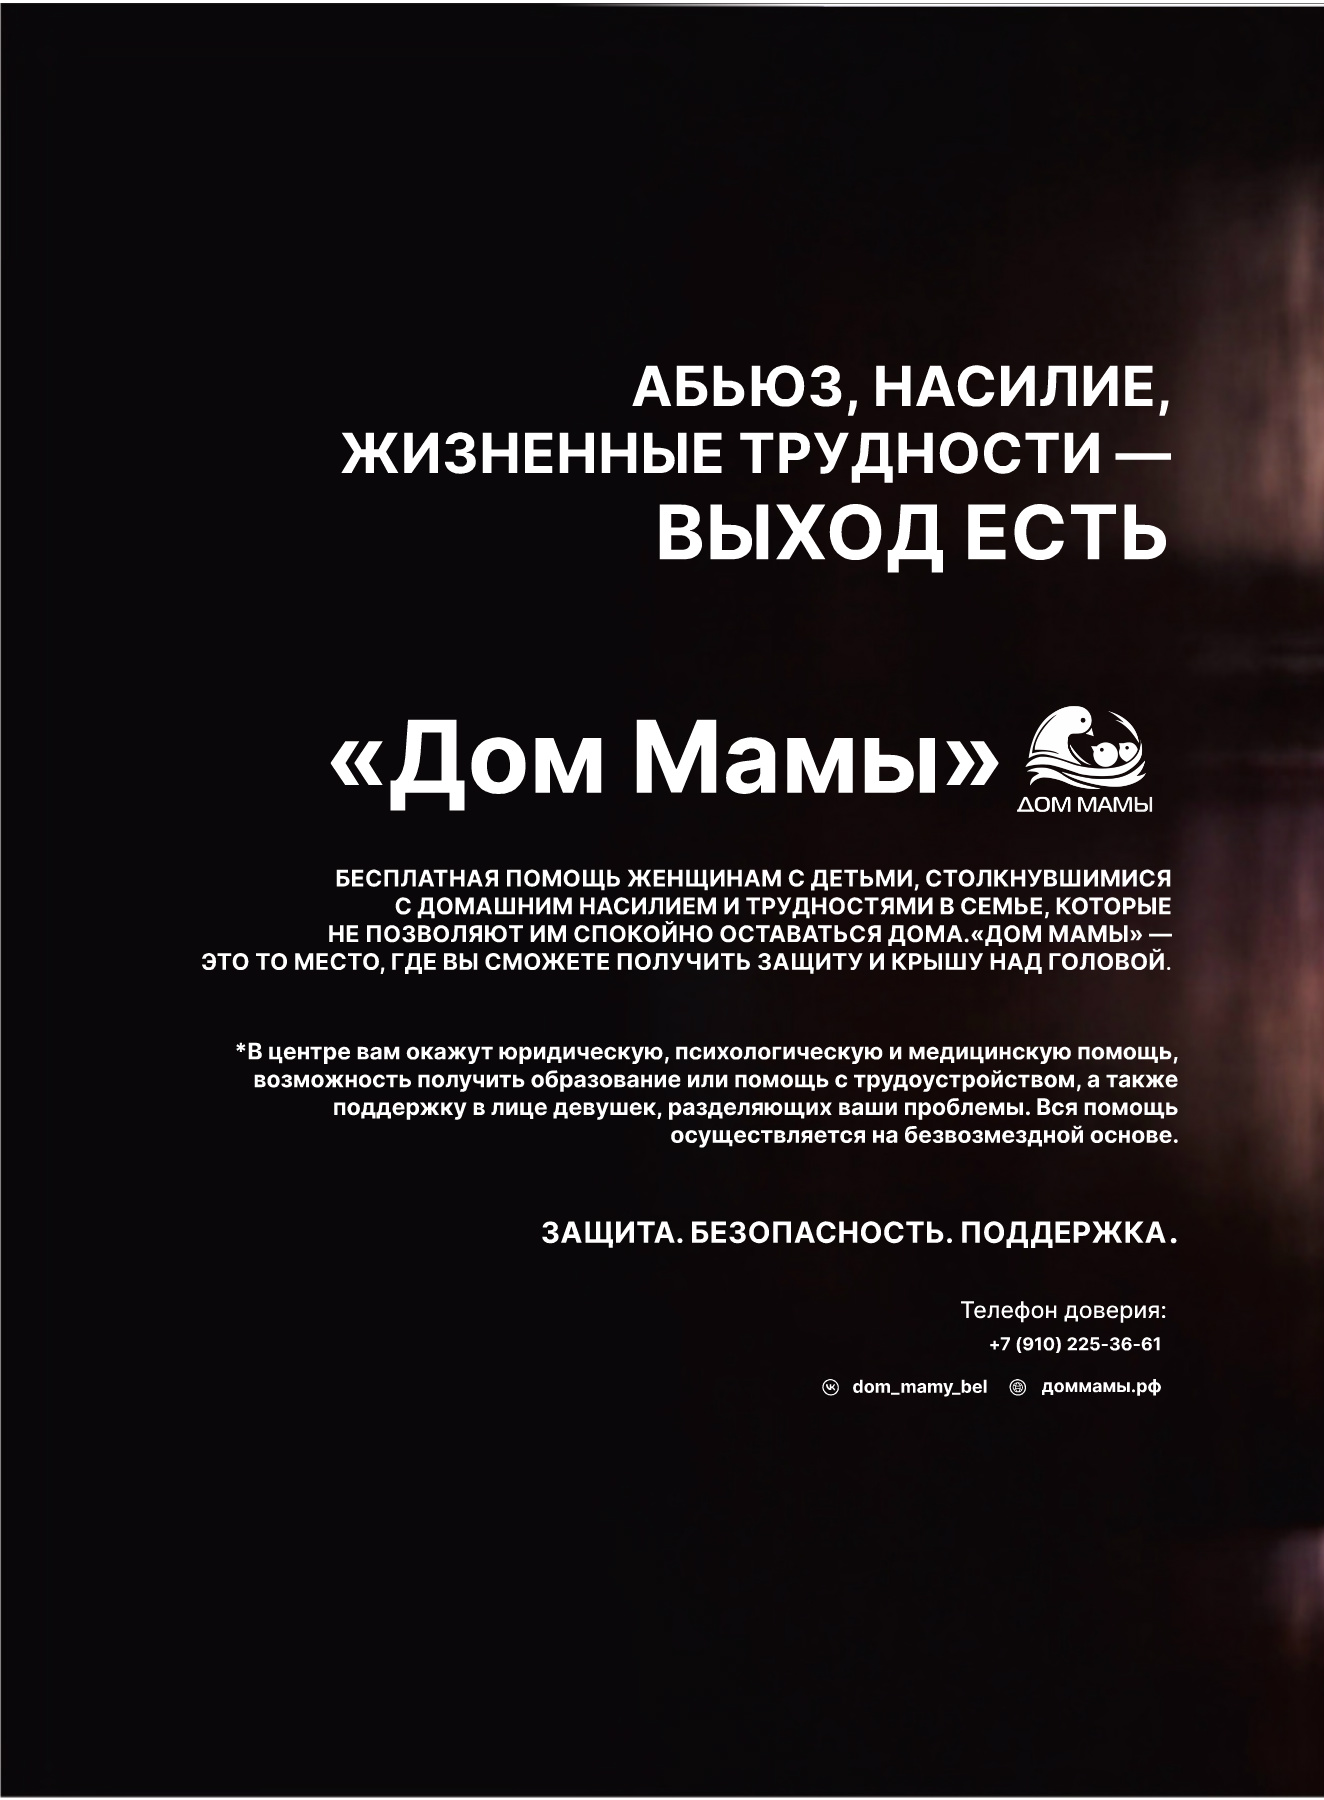 АБЬЮЗ, НАСИЛИЕ,
ЖИЗНЕННЫЕ ТРУДНОСТИ —
ВЫХОД ЕСТЬ
«Дом Мамы»
ДОМ МАМЫ
БЕСПЛАТНАЯ ПОМОЩЬ ЖЕНЩИНАМ С ДЕТЬМИ, СТОЛКНУВШИМИСЯ
С ДОМАШНИМ НАСИЛИЕМ И ТРУДНОСТЯМИ В СЕМЬЕ, КОТОРЫЕ
НЕ ПОЗВОЛЯЮТ ИМ СПОКОЙНО ОСТАВАТЬСЯ ДОМА.«ДОМ МАМЫ» —
ЭТО ТО МЕСТО, ГДЕ ВЫ СМОЖЕТЕ ПОЛУЧИТЬ ЗАЩИТУ И КРЫШУ НАД ГОЛОВОЙ.
*В центре вам окажут юридическую, психологическую и медицинскую помощь,
возможность получить образование или помощь с трудоустройством, а также
поддержку в лице девушек, разделяющих ваши проблемы. Вся помощь
осуществляется на безвозмездной основе.
ЗАЩИТА. БЕЗОПАСНОСТЬ. ПОДДЕРЖКА.
Телефон доверия:
+7 (910) 225-36-61
dom_mamy_bel доммамы.рф